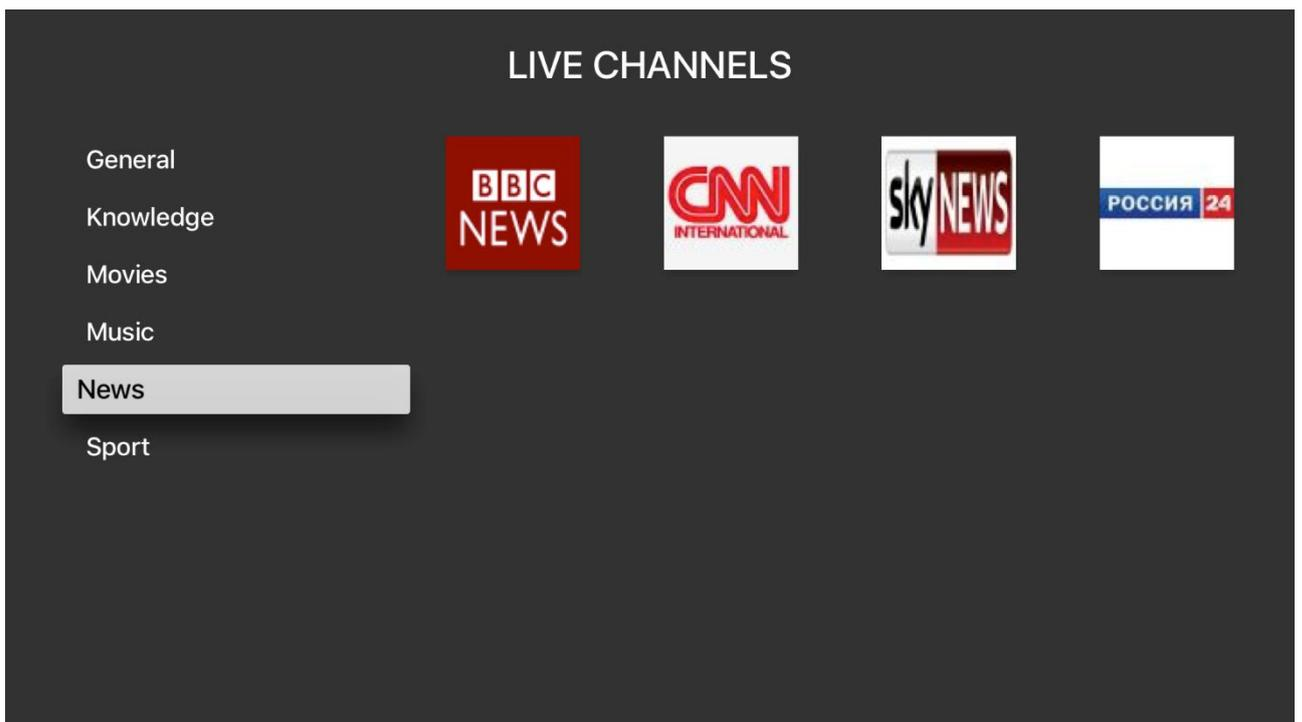 LIVE CHANNELS
General
Knowledge
Movies
Music
News
Sport
BBC
NEWS
CNN
INTERNATIONAL
sky NEWS
РОССИЯ 24